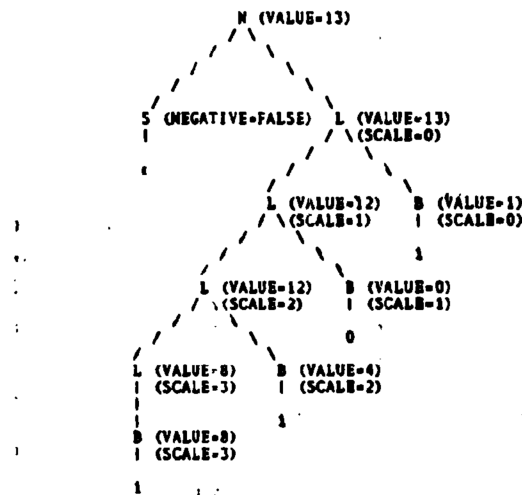 N (VALUE=13)
S (NEGATIVE=FALSE) L (VALUE=13)
(SCALE=0)
L (VALUE=12) B (VALUE=1)
(SCALE=1) (SCALE=0)
1
L (VALUE=12) B (VALUE=0)
(SCALE=2) (SCALE=1)
0
L (VALUE=8) B (VALUE=4)
(SCALE=3) (SCALE=2)
1
B (VALUE=8)
(SCALE=3)
1